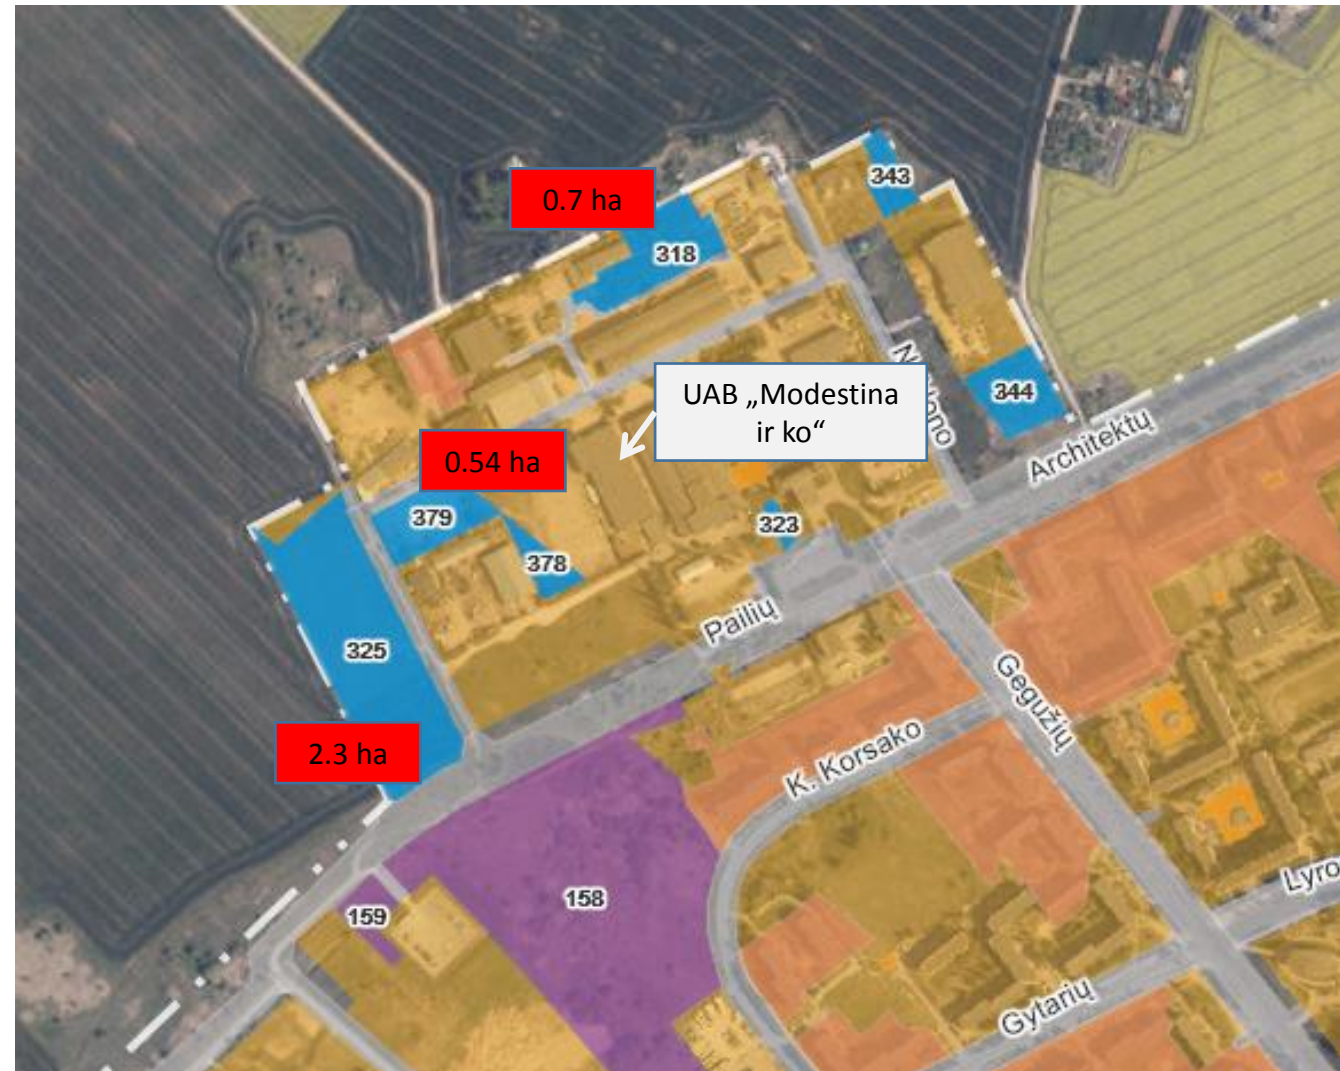 343
0.7 ha
318
UAB „Modestina
ir ko“
344
Architektų
0.54 ha
379
323
378
Pailių
325
Gegužių
2.3 ha
K. Korsako
Lyro
158
159
Gytarių